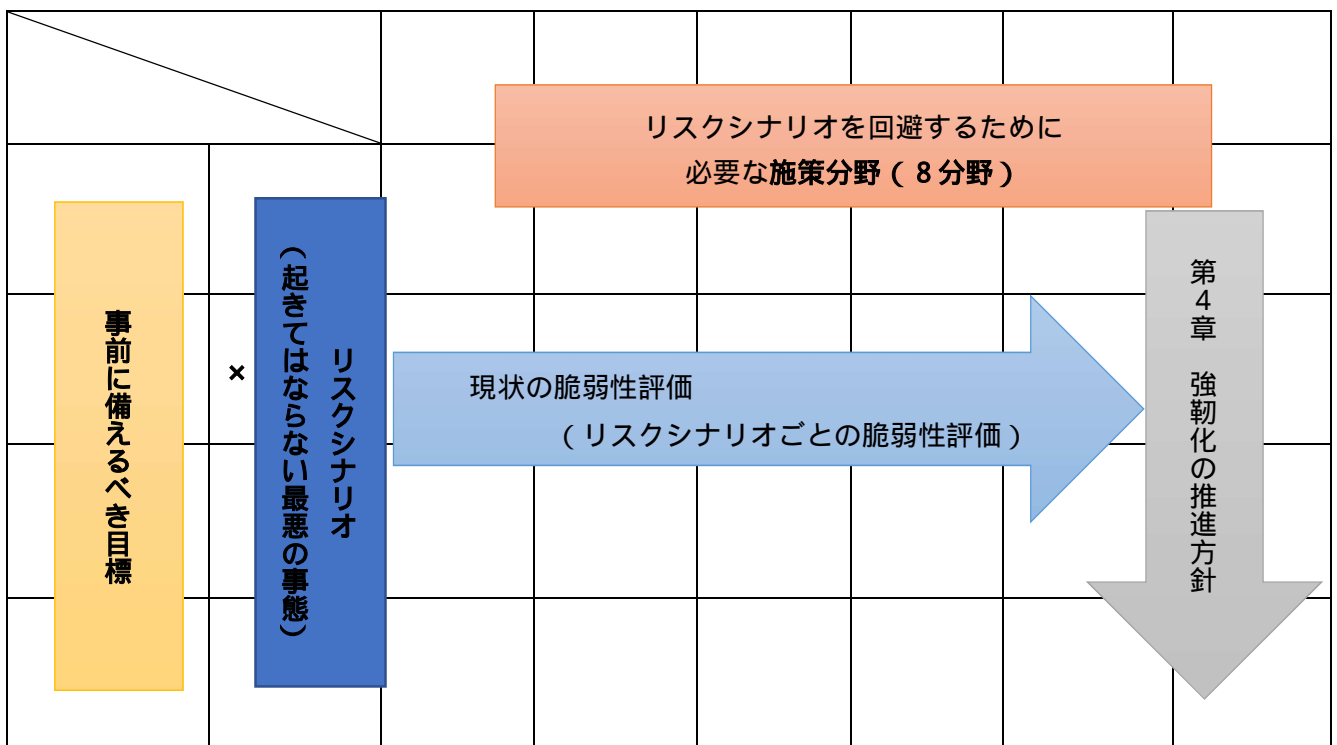 リスクシナリオを回避するために
必要な施策分野(8分野)
事前に備えるべき目標
×
リスクシナリオ
(起きてはならない最悪の事態)
現状の脆弱性評価
(リスクシナリオごとの脆弱性評価)
第4章 強靭化の推進方針